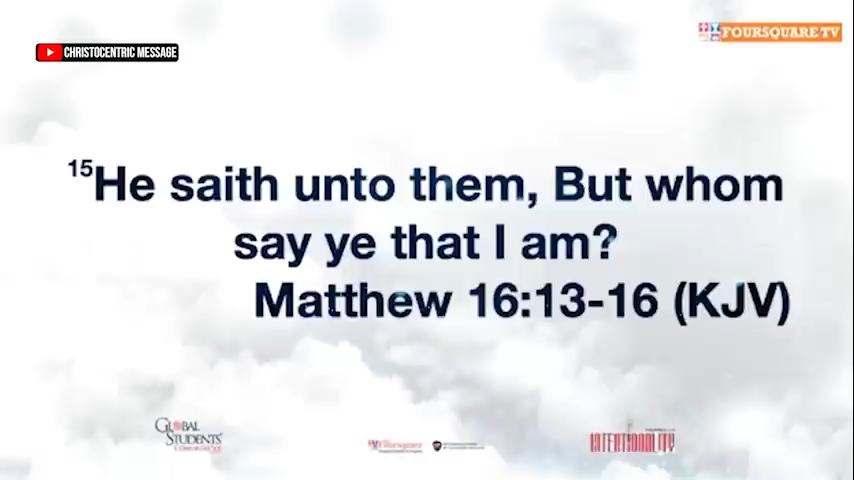 CHRISTOCENTRIC MESSAGE
FOURSQUARE TV
15He saith unto them, But whom
say ye that I am?
Matthew 16:13-16 (KJV)
GLOBAL
STUDENTS'
Foursquare
INTENTIONALITY